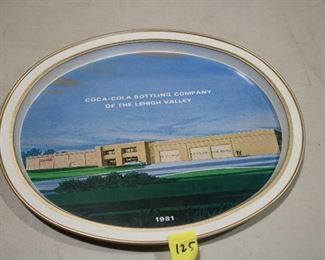 COCA-COLA BOTTLING COMPANY
OF THE LEHIGH VALLEY
1981
125